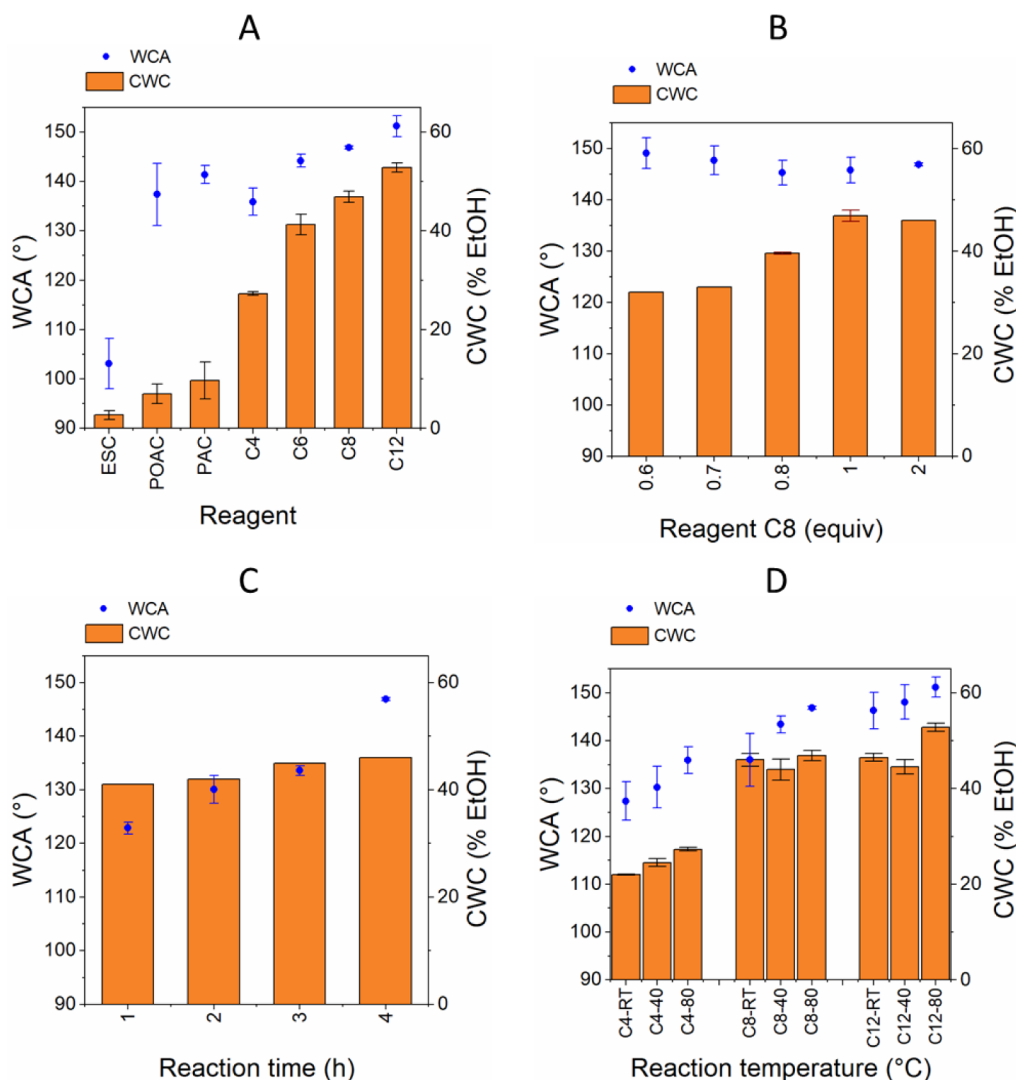 A
WCA
CWC
WCA (°)
150
140
130
120
110
100
90
60
40
20
0
CWC (% EtOH)
ESC
POAC
PAC
C4
C6
C8
C12
Reagent
B
WCA
CWC
WCA (°)
150
140
130
120
110
100
90
60
40
20
0
CWC (% EtOH)
0.6
0.7
0.8
1
2
Reagent C8 (equiv)
C
WCA
CWC
WCA (°)
150
140
130
120
110
100
90
60
40
20
0
CWC (% EtOH)
1
2
3
4
Reaction time (h)
D
WCA
CWC
WCA (°)
150
140
130
120
110
100
90
60
40
20
0
CWC (% EtOH)
C4-RT
C4-40
C4-80
C8-RT
C8-40
C8-80
C12-RT
C12-40
C12-80
Reaction temperature (°C)